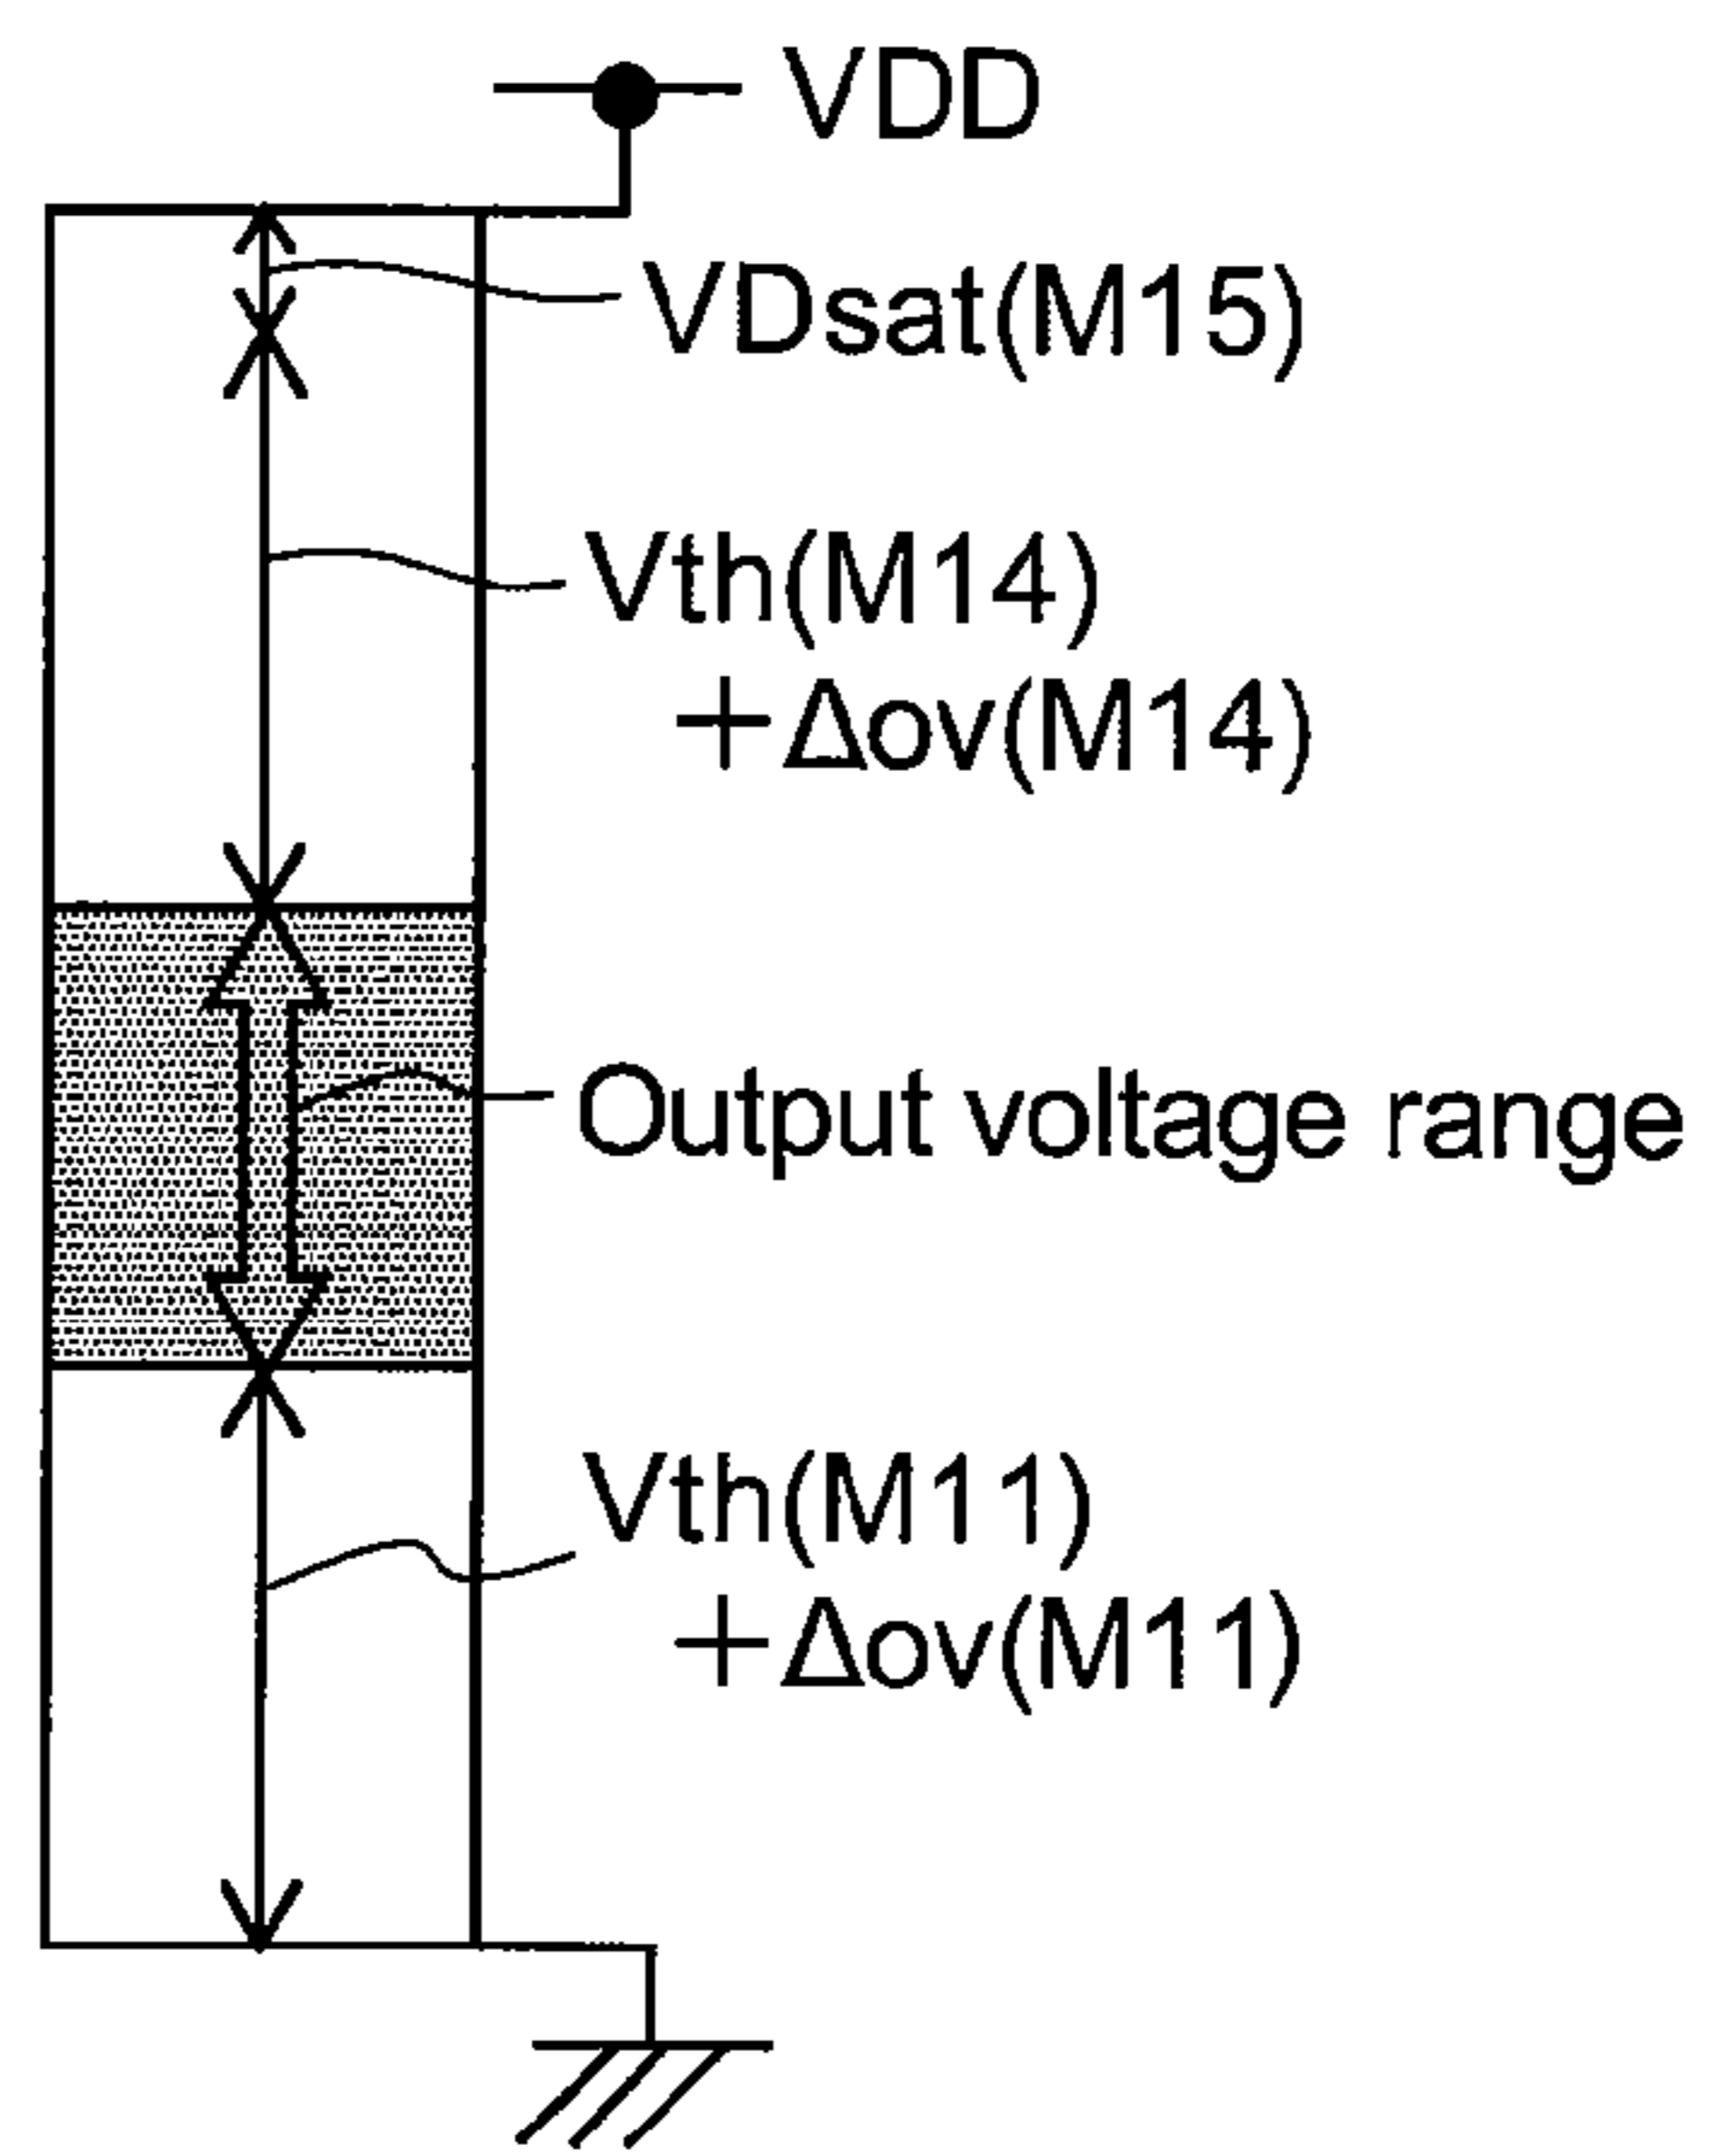 VDD
VDsat(M15)
Vth(M14)
+Δov(M14)
Output voltage range
Vth(M11)
+Δov(M11)